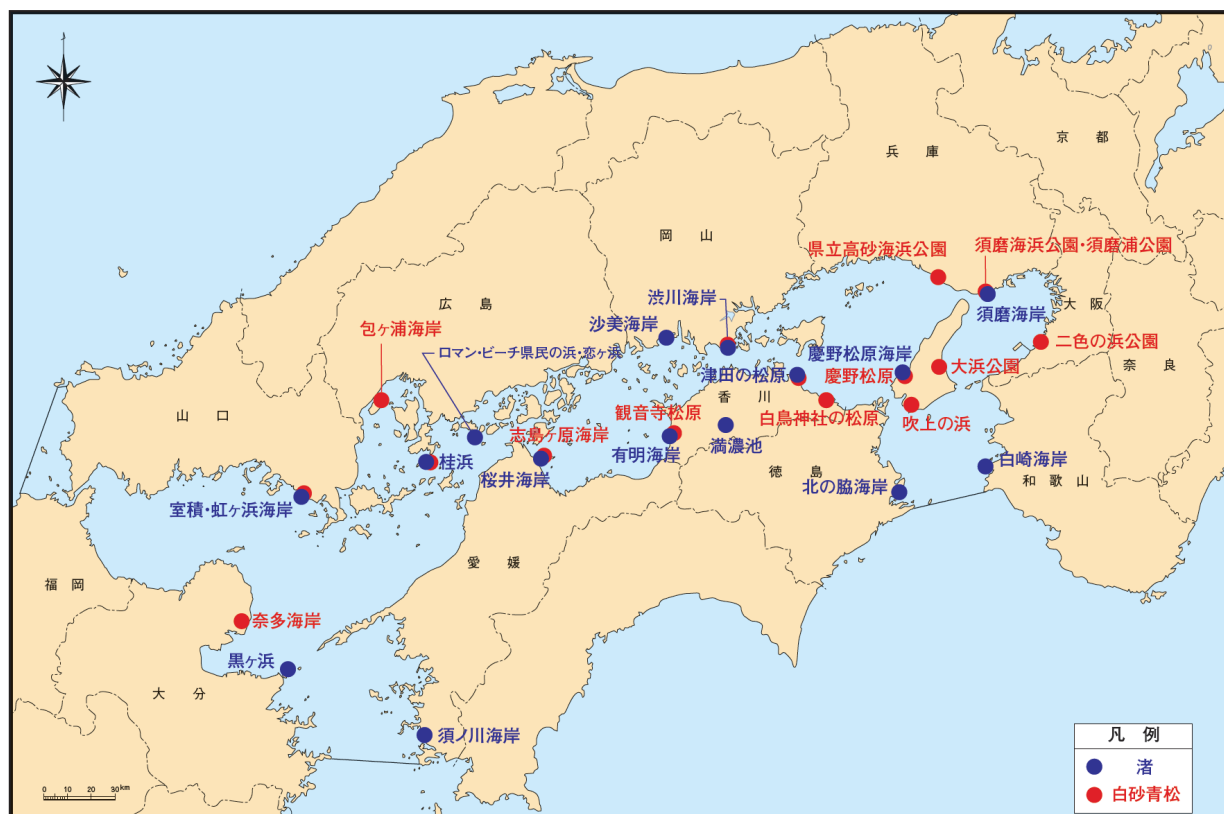 京 都
兵 庫
岡 山
県立高砂海浜公園
須磨海浜公園・須磨浦公園
渋川海岸
広 島
大 阪
須磨海岸
包ヶ浦海岸
沙美海岸
ロマン・ビーチ県民の浜・恋ヶ浜
慶野松原海岸
二色の浜公園
奈 良
津田の松原
慶野松原
大浜公園
香 川
山 口
観音寺松原
白鳥神社の松原
吹上の浜
志島ヶ原海岸
満濃池
有明海岸
桂浜
桜井海岸
徳 島
白崎海岸
和 歌 山
北の脇海岸
室積・虹ヶ浜海岸
愛 媛
福 岡
奈多海岸
黒ヶ浜
大 分
須ノ川海岸
凡 例
渚
白砂青松
0 10 20 30km